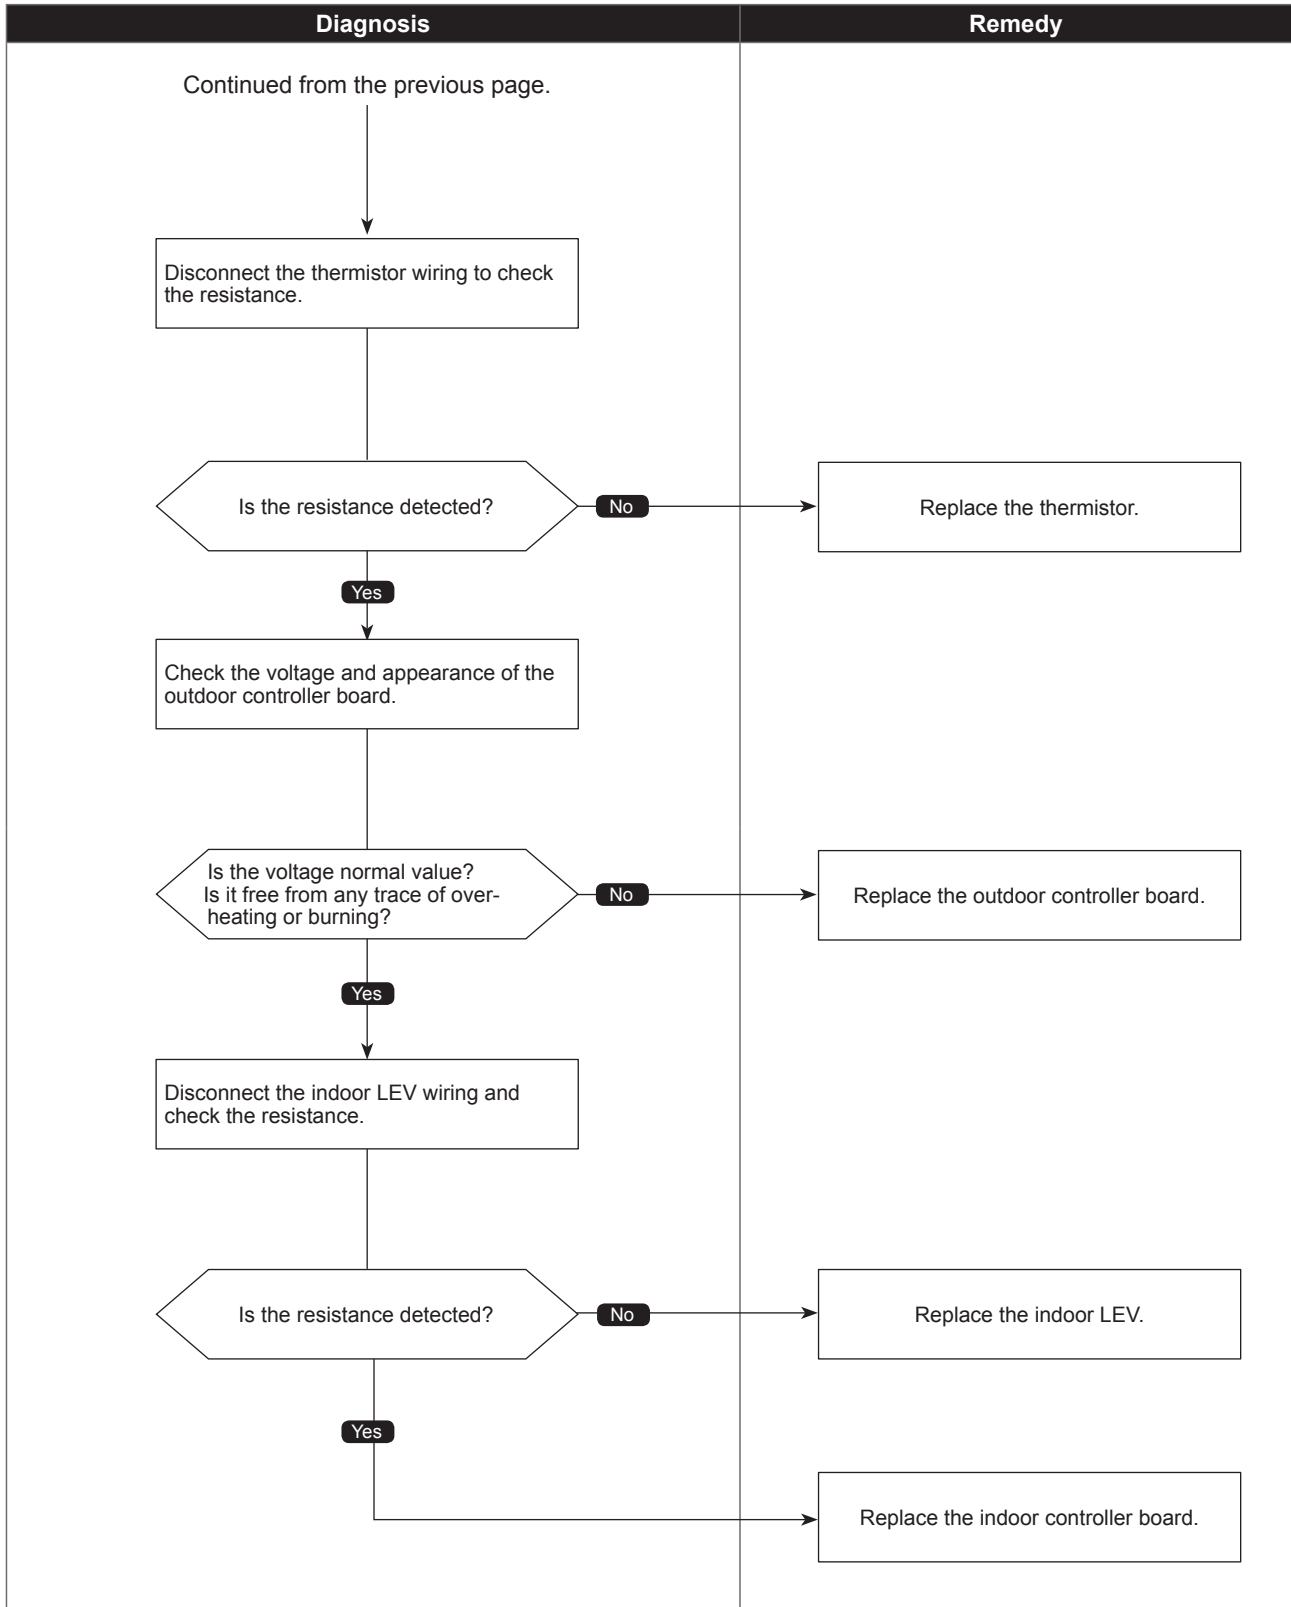 Diagnosis
Remedy
Continued from the previous page.
Disconnect the thermistor wiring to check
the resistance.
Is the resistance detected?
No
Replace the thermistor.
Yes
Check the voltage and appearance of the
outdoor controller board.
Is the voltage normal value?
Is it free from any trace of over-
heating or burning?
No
Replace the outdoor controller board.
Yes
Disconnect the indoor LEV wiring and
check the resistance.
Is the resistance detected?
No
Replace the indoor LEV.
Yes
Replace the indoor controller board.